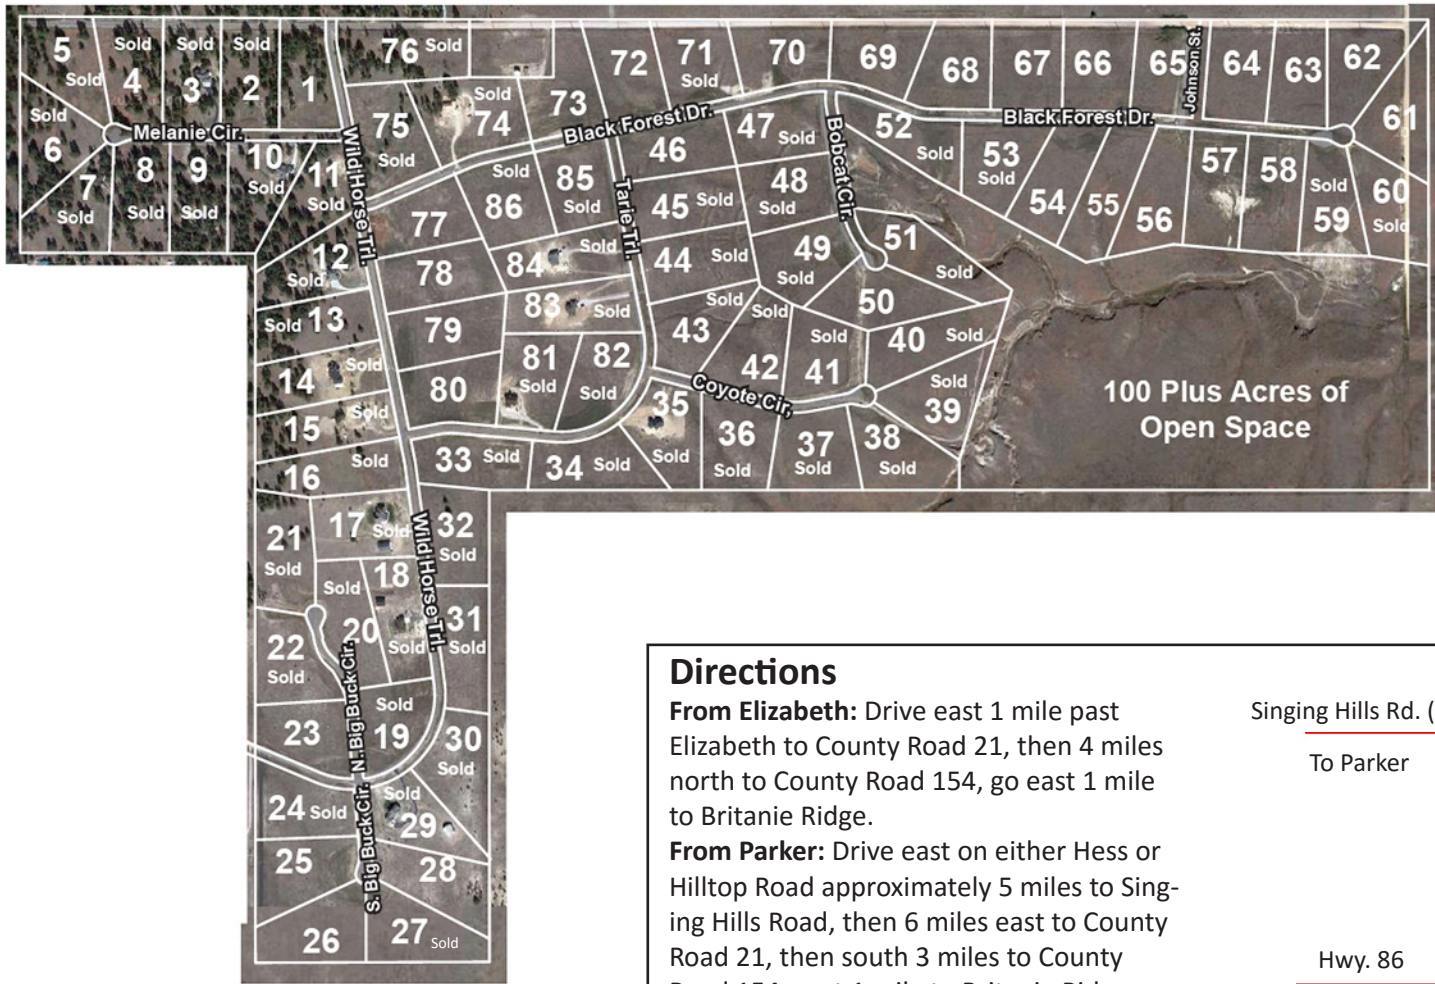 5 Sold
Sold 4
Sold 3
Sold 2
1
76 Sold
72
71 Sold
70
69
68
67
66
65
Johnson St.
64
63
62
61
Sold 6
Melanie Cir.
7 Sold
8 Sold
9 Sold
10 Sold
11 Sold
Wild Horse Trl.
75 Sold
Sold 74
73
Black Forest Dr.
47 Sold
Bobcat Cir.
52 Sold
Black Forest Dr.
53 Sold
54
55
56
57
58
Sold 59
60 Sold
12 Sold
77
Sold 86
85 Sold
Tarie Trl.
46
45 Sold
48 Sold
51 Sold
78
84 Sold
44 Sold
49 Sold
50
Sold 13
79
83 Sold
Sold 43
Sold 42
Sold 41
40 Sold
14 Sold
80
81 Sold
82 Sold
Coyote Cir,
Sold 39
100 Plus Acres of
Open Space
15 Sold
16 Sold
33 Sold
34 Sold
35 Sold
36 Sold
37 Sold
38 Sold
21 Sold
17 Sold
Wild Horse Trl.
32 Sold
Sold 20
18 Sold
31 Sold
22 Sold
N. Big Buck Cir.
23
Sold 19
30 Sold
24 Sold
S. Big Buck Cir.
Sold 29
25
28
26
27 Sold
Directions
From Elizabeth: Drive east 1 mile past
Elizabeth to County Road 21, then 4 miles
north to County Road 154, go east 1 mile
to Britanie Ridge.
From Parker: Drive east on either Hess or
Hilltop Road approximately 5 miles to Sing-
ing Hills Road, then 6 miles east to County
Road 21, then south 3 miles to County
Singing Hills Rd. (
To Parker
Hwy. 86